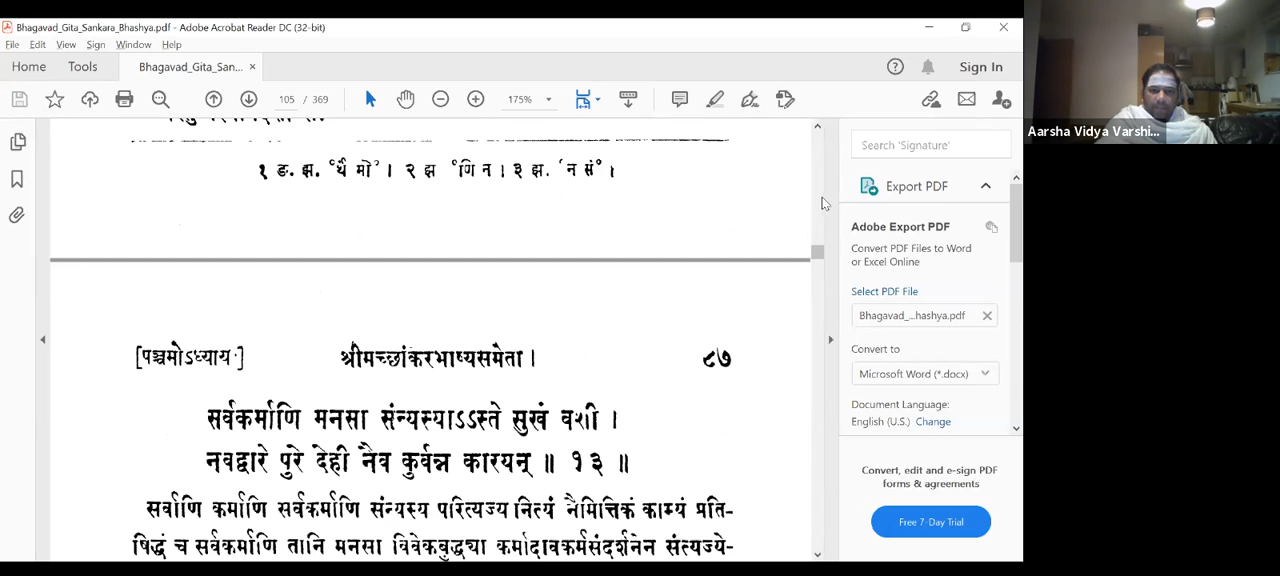 Bhagavad_Gita_Sankara_Bhashya.pdf - Adobe Acrobat Reader DC (32-bit)
File Edit View Sign Window Help
Home Tools Bhagavad_Gita_San... × Sign In
105 / 369 175%
१ ङ. झ. °र्थै मो°। २ झ °णि न। ३ झ. °न सं°।
[पञ्चमोऽध्यायः] श्रीमच्छांकरभाष्यसमेता। ८७
सर्वकर्माणि मनसा संन्यस्याऽऽस्ते सुखं वशी।
नवद्वारे पुरे देही नैव कुर्वन्न कारयन्॥ १३॥
सर्वाणि कर्माणि सर्वकर्माणि संन्यस्य परित्यज्य नित्यं नैमित्तिकं काम्यं प्रति-
षिद्धं च सर्वकर्माणि तानि मनसा विवेकबुद्ध्या कर्मादावकर्मसंदर्शनेन संत्यज्ये-
Search 'Signature'
Export PDF
Adobe Export PDF
Convert PDF Files to Word
or Excel Online
Select PDF File
Bhagavad_...hashya.pdf
Convert to
Microsoft Word (*.docx)
Document Language:
English (U.S.) Change
Convert, edit and e-sign PDF
forms & agreements
Free 7-Day Trial
Aarsha Vidya Varshi...